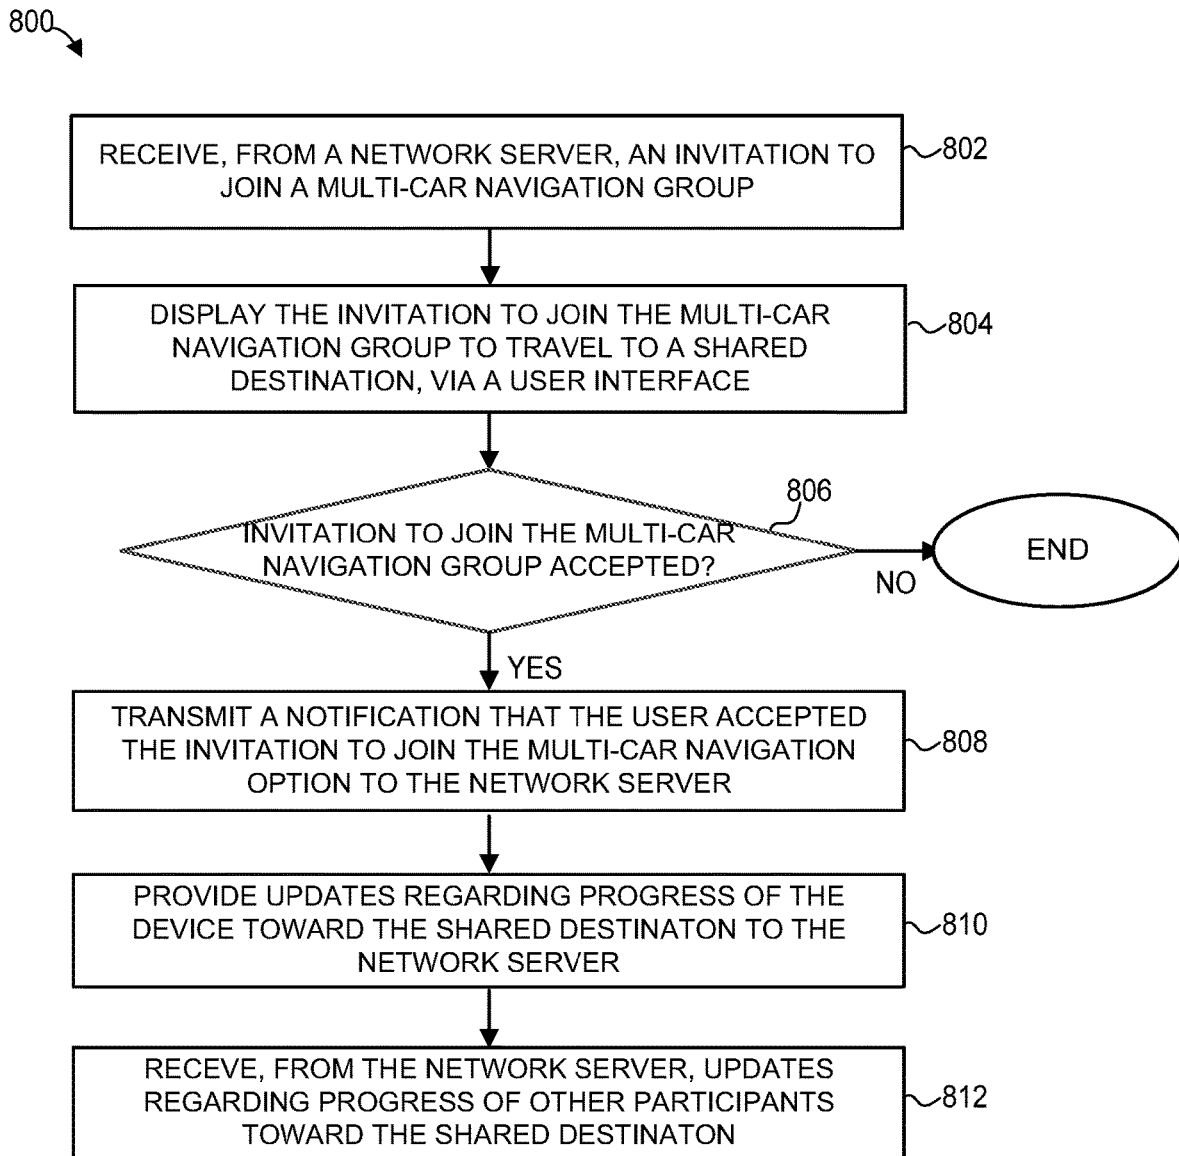 800
RECEIVE, FROM A NETWORK SERVER, AN INVITATION TO
JOIN A MULTI-CAR NAVIGATION GROUP
802
DISPLAY THE INVITATION TO JOIN THE MULTI-CAR
NAVIGATION GROUP TO TRAVEL TO A SHARED
DESTINATION, VIA A USER INTERFACE
804
INVITATION TO JOIN THE MULTI-CAR
NAVIGATION GROUP ACCEPTED?
806
NO
END
YES
TRANSMIT A NOTIFICATION THAT THE USER ACCEPTED
THE INVITATION TO JOIN THE MULTI-CAR NAVIGATION
OPTION TO THE NETWORK SERVER
808
PROVIDE UPDATES REGARDING PROGRESS OF THE
DEVICE TOWARD THE SHARED DESTINATON TO THE
NETWORK SERVER
810
RECEVE, FROM THE NETWORK SERVER, UPDATES
REGARDING PROGRESS OF OTHER PARTICIPANTS
TOWARD THE SHARED DESTINATON
812